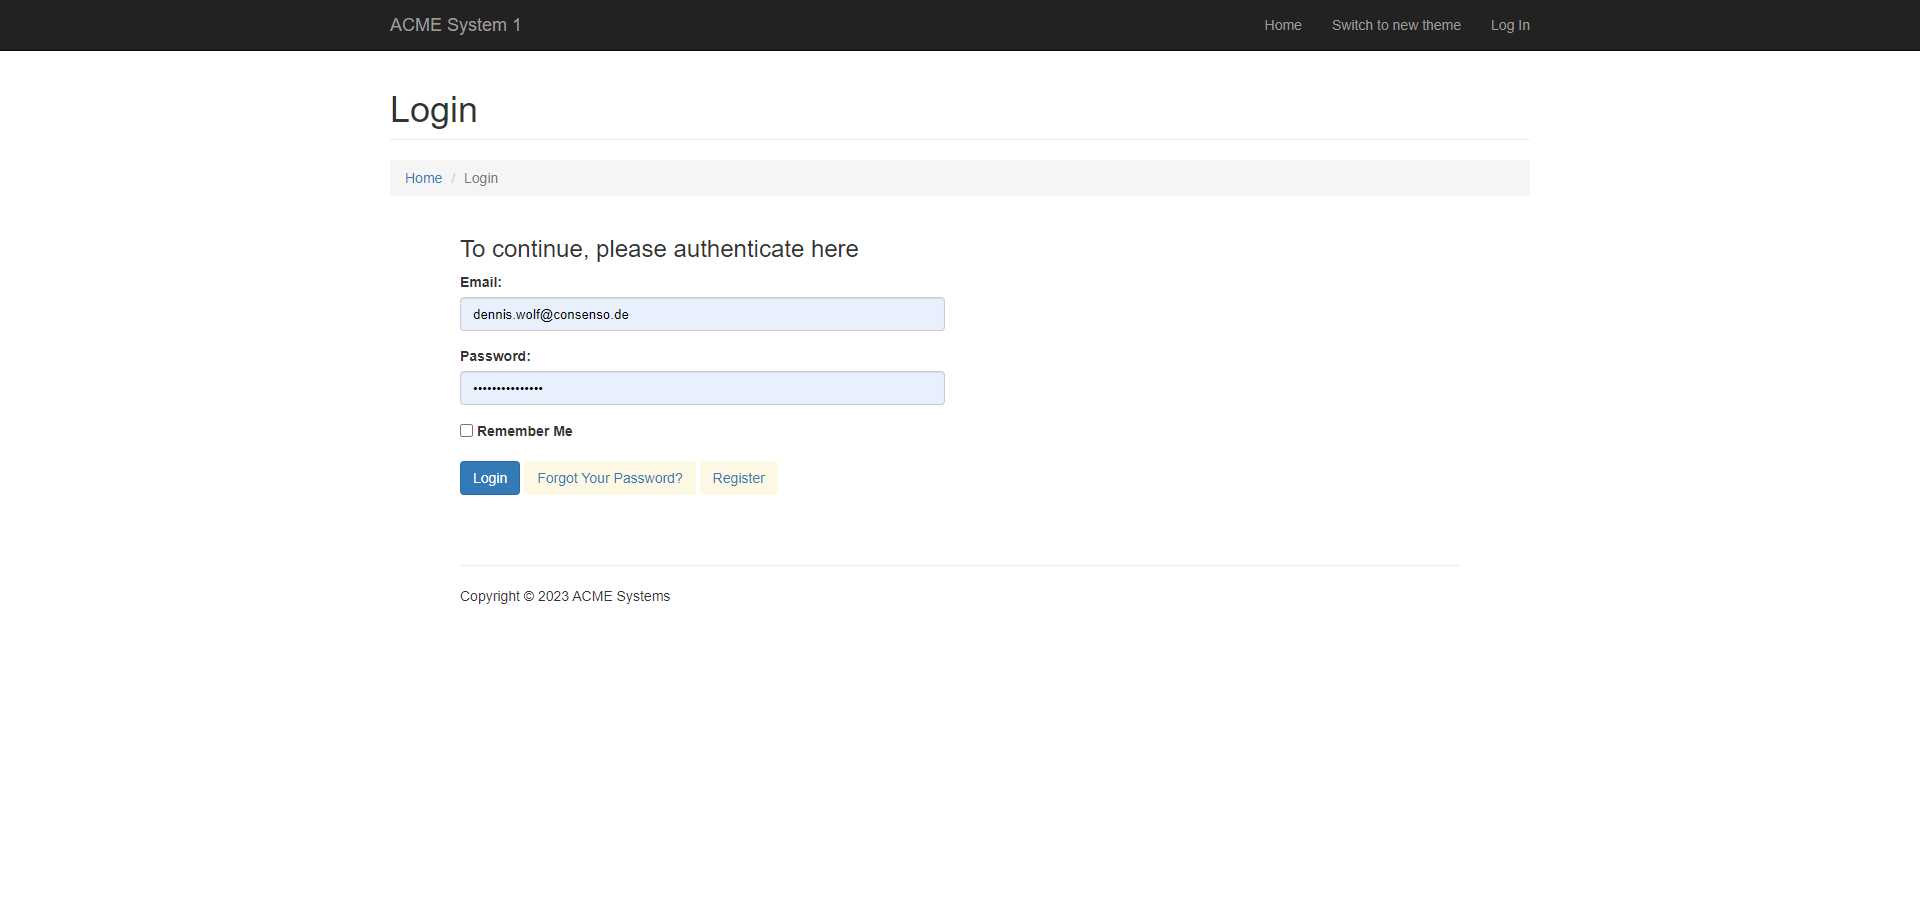 ACME System 1 Home Switch to new theme Log In
Login
Home / Login
To continue, please authenticate here
Email:
dennis.wolf@consenso.de
Password:
•••••••••••••••
Remember Me
Login Forgot Your Password? Register
Copyright © 2023 ACME Systems